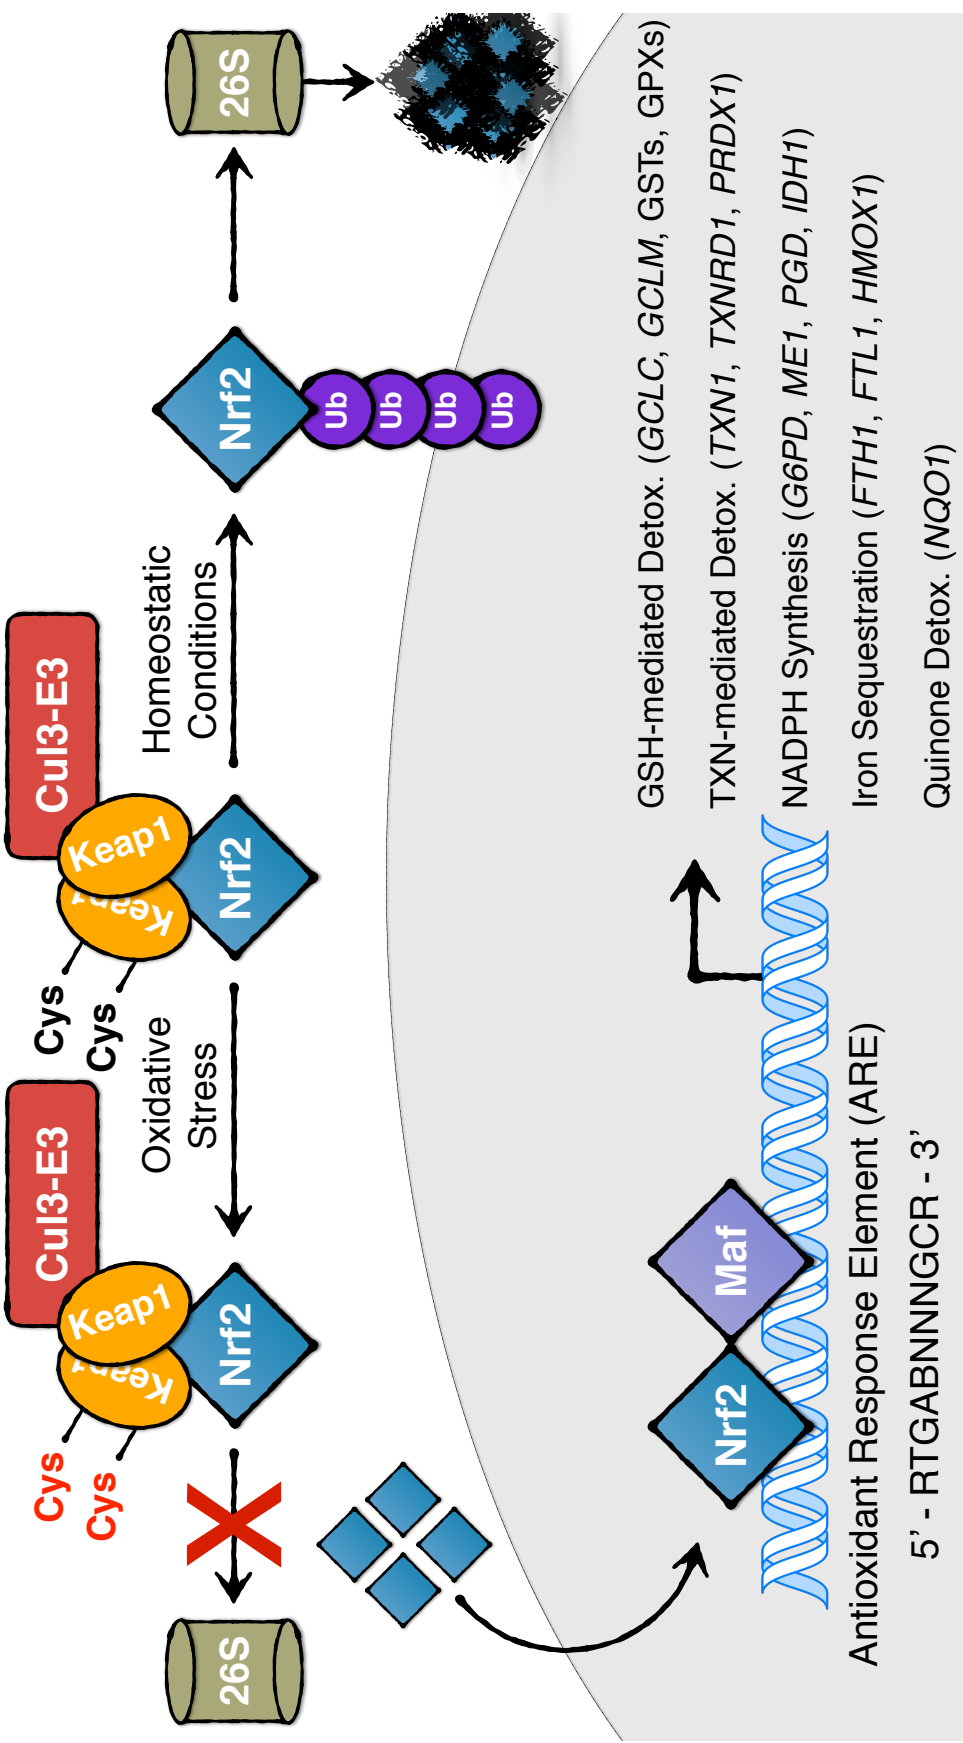 Cul3-E3
Cul3-E3
Keap1
Keap1
Keap1
Keap1
Cys
Cys
Cys
Cys
26S
Nrf2
Oxidative
Stress
Nrf2
Homeostatic
Conditions
Nrf2
26S
Ub
Ub
Ub
Ub
Nrf2
Maf
Antioxidant Response Element (ARE)
5’ - RTGABNNNGCR - 3’
GSH-mediated Detox. (GCLC, GCLM, GSTs, GPXs)
TXN-mediated Detox. (TXN1, TXNRD1, PRDX1)
NADPH Synthesis (G6PD, ME1, PGD, IDH1)
Iron Sequestration (FTH1, FTL1, HMOX1)
Quinone Detox. (NQO1)